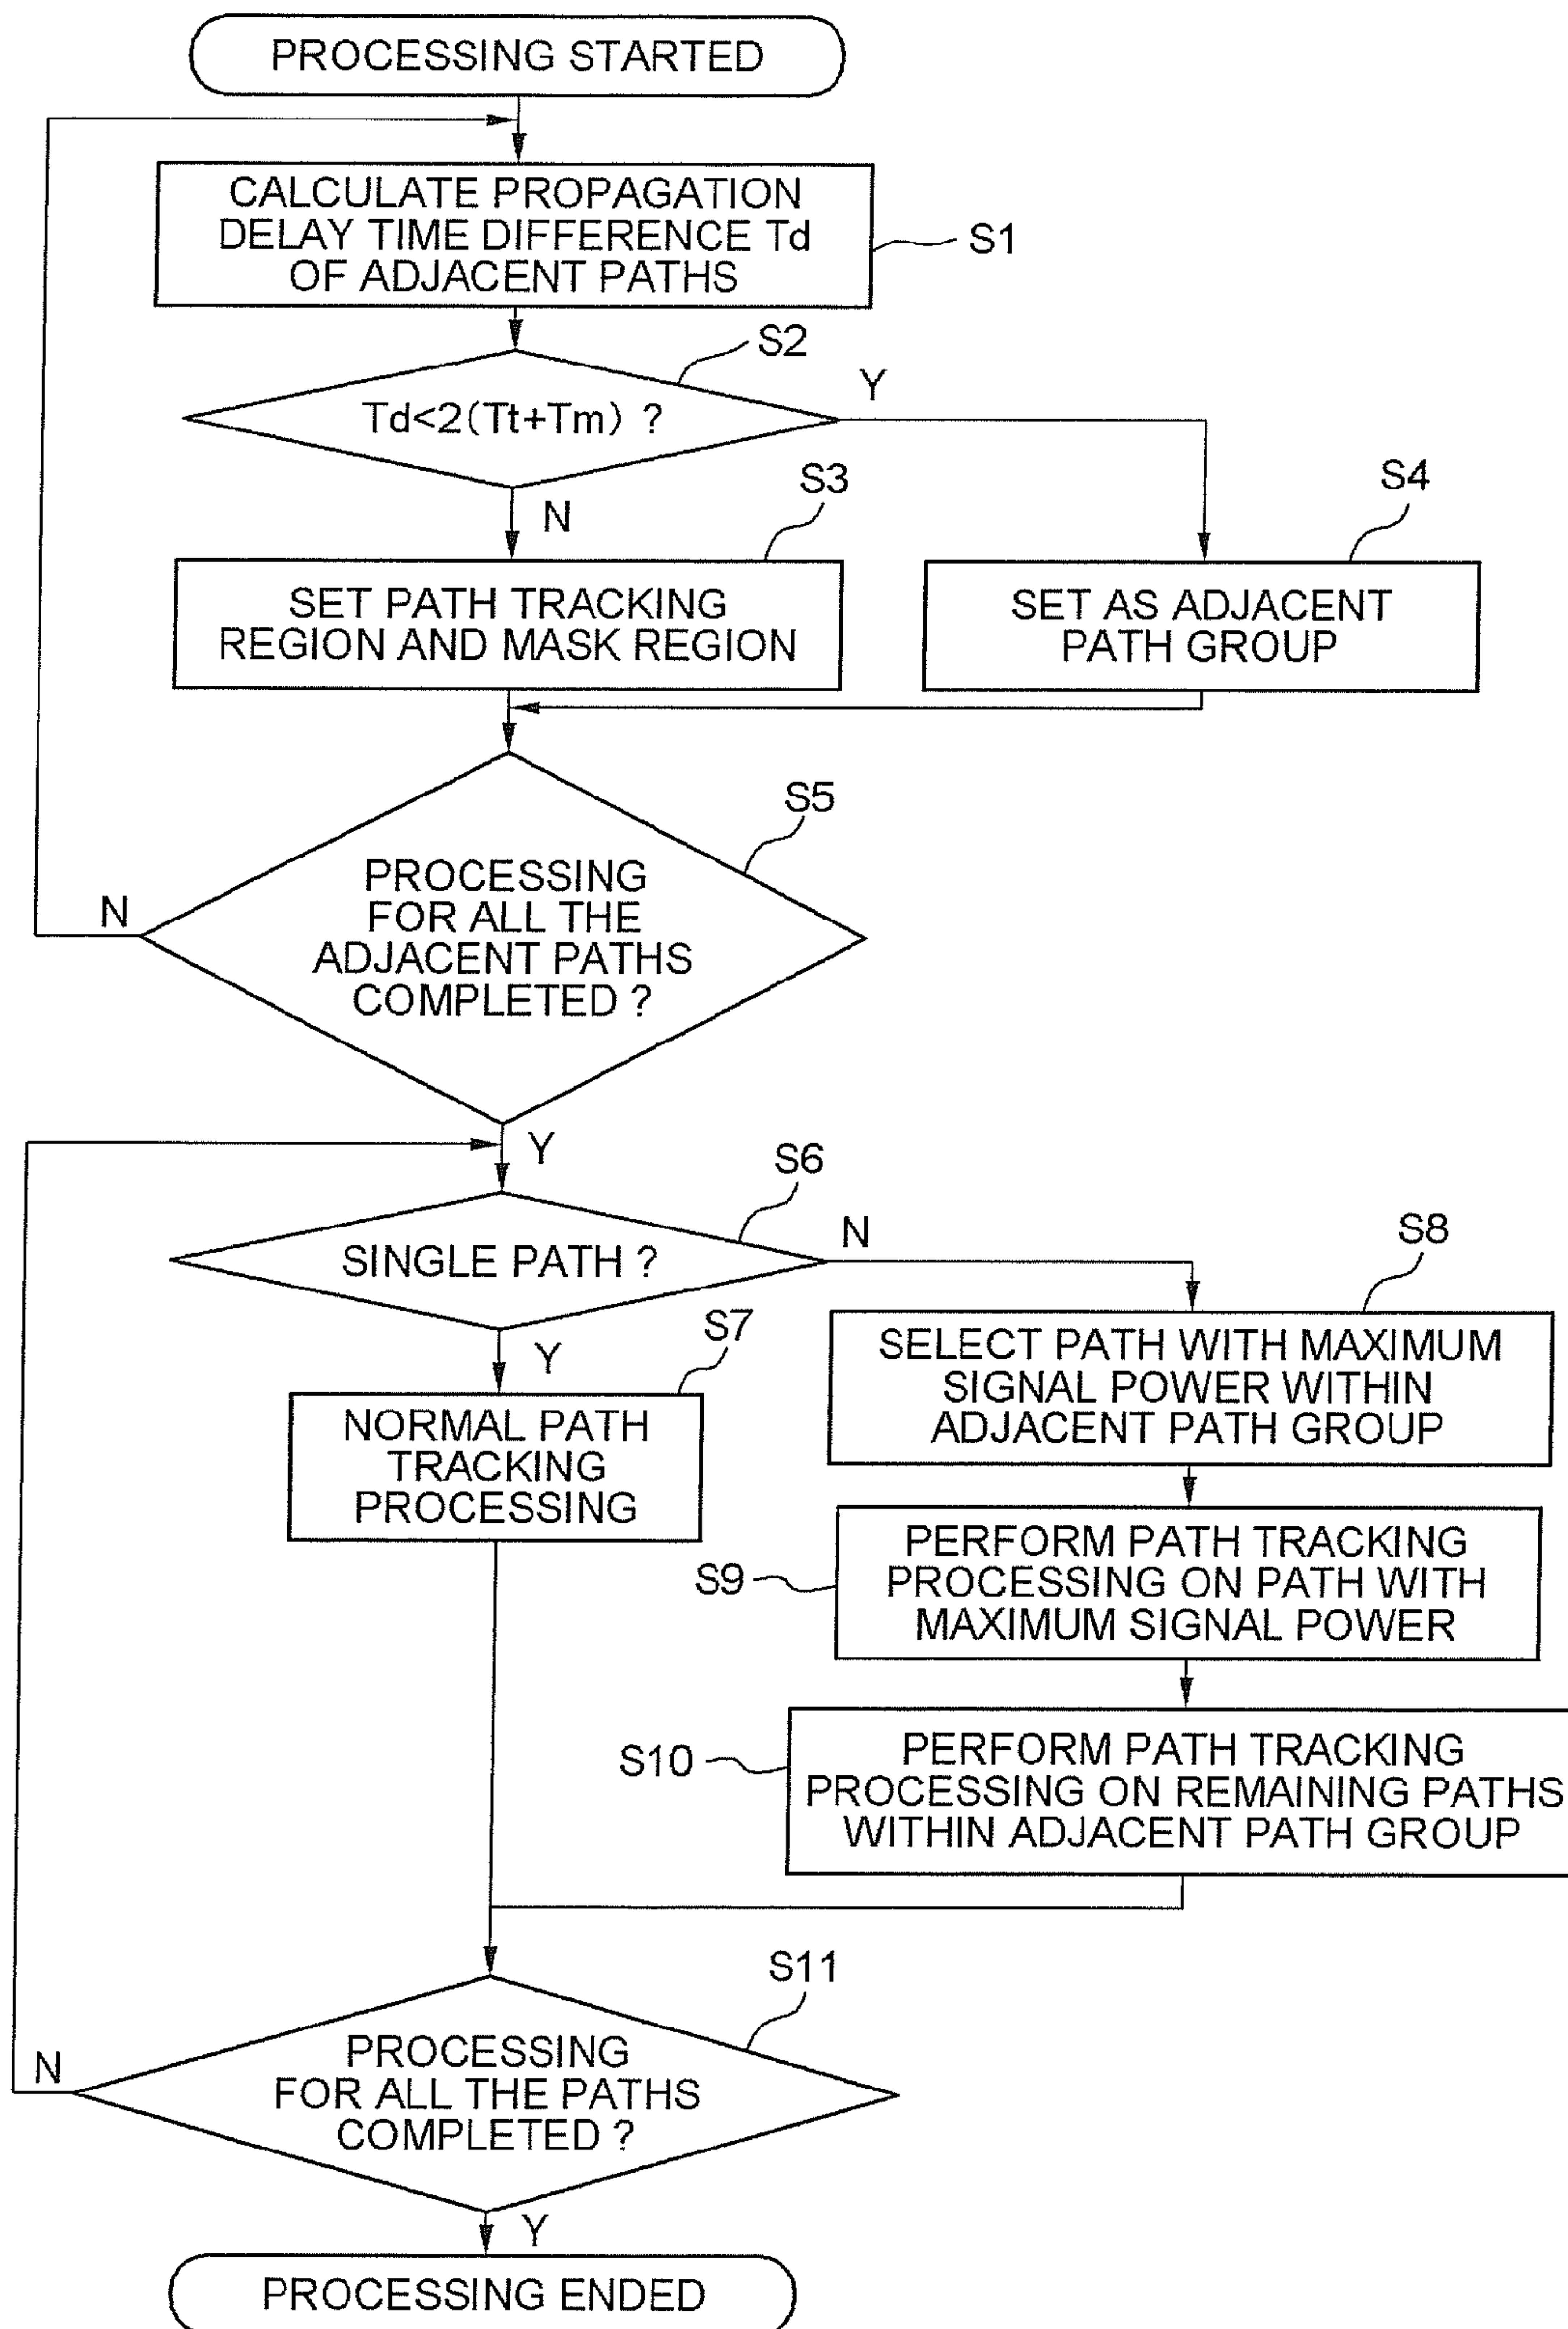 PROCESSING STARTED
CALCULATE PROPAGATION
DELAY TIME DIFFERENCE Td
OF ADJACENT PATHS
S1
S2
Td<2(Tt+Tm) ?
Y
N
S3
SET PATH TRACKING
REGION AND MASK REGION
S4
SET AS ADJACENT
PATH GROUP
S5
PROCESSING
FOR ALL THE
ADJACENT PATHS
COMPLETED ?
N
Y
S6
SINGLE PATH ?
N
Y
S7
NORMAL PATH
TRACKING
PROCESSING
S8
SELECT PATH WITH MAXIMUM
SIGNAL POWER WITHIN
ADJACENT PATH GROUP
S9
PERFORM PATH TRACKING
PROCESSING ON PATH WITH
MAXIMUM SIGNAL POWER
S10
PERFORM PATH TRACKING
PROCESSING ON REMAINING PATHS
WITHIN ADJACENT PATH GROUP
S11
PROCESSING
FOR ALL THE PATHS
COMPLETED ?
N
Y
PROCESSING ENDED